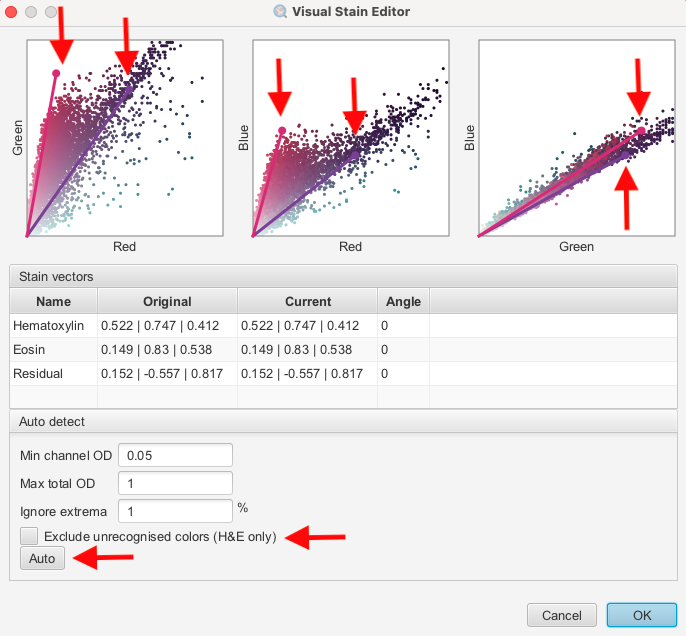 Visual Stain Editor
Green
Red
Blue
Red
Blue
Green
Stain vectors
Name Original Current Angle
Hematoxylin 0.522 | 0.747 | 0.412 0.522 | 0.747 | 0.412 0
Eosin 0.149 | 0.83 | 0.538 0.149 | 0.83 | 0.538 0
Residual 0.152 | -0.557 | 0.817 0.152 | -0.557 | 0.817 0
Auto detect
Min channel OD 0.05
Max total OD 1
Ignore extrema 1 %
Exclude unrecognised colors (H&E only)
Auto
Cancel OK